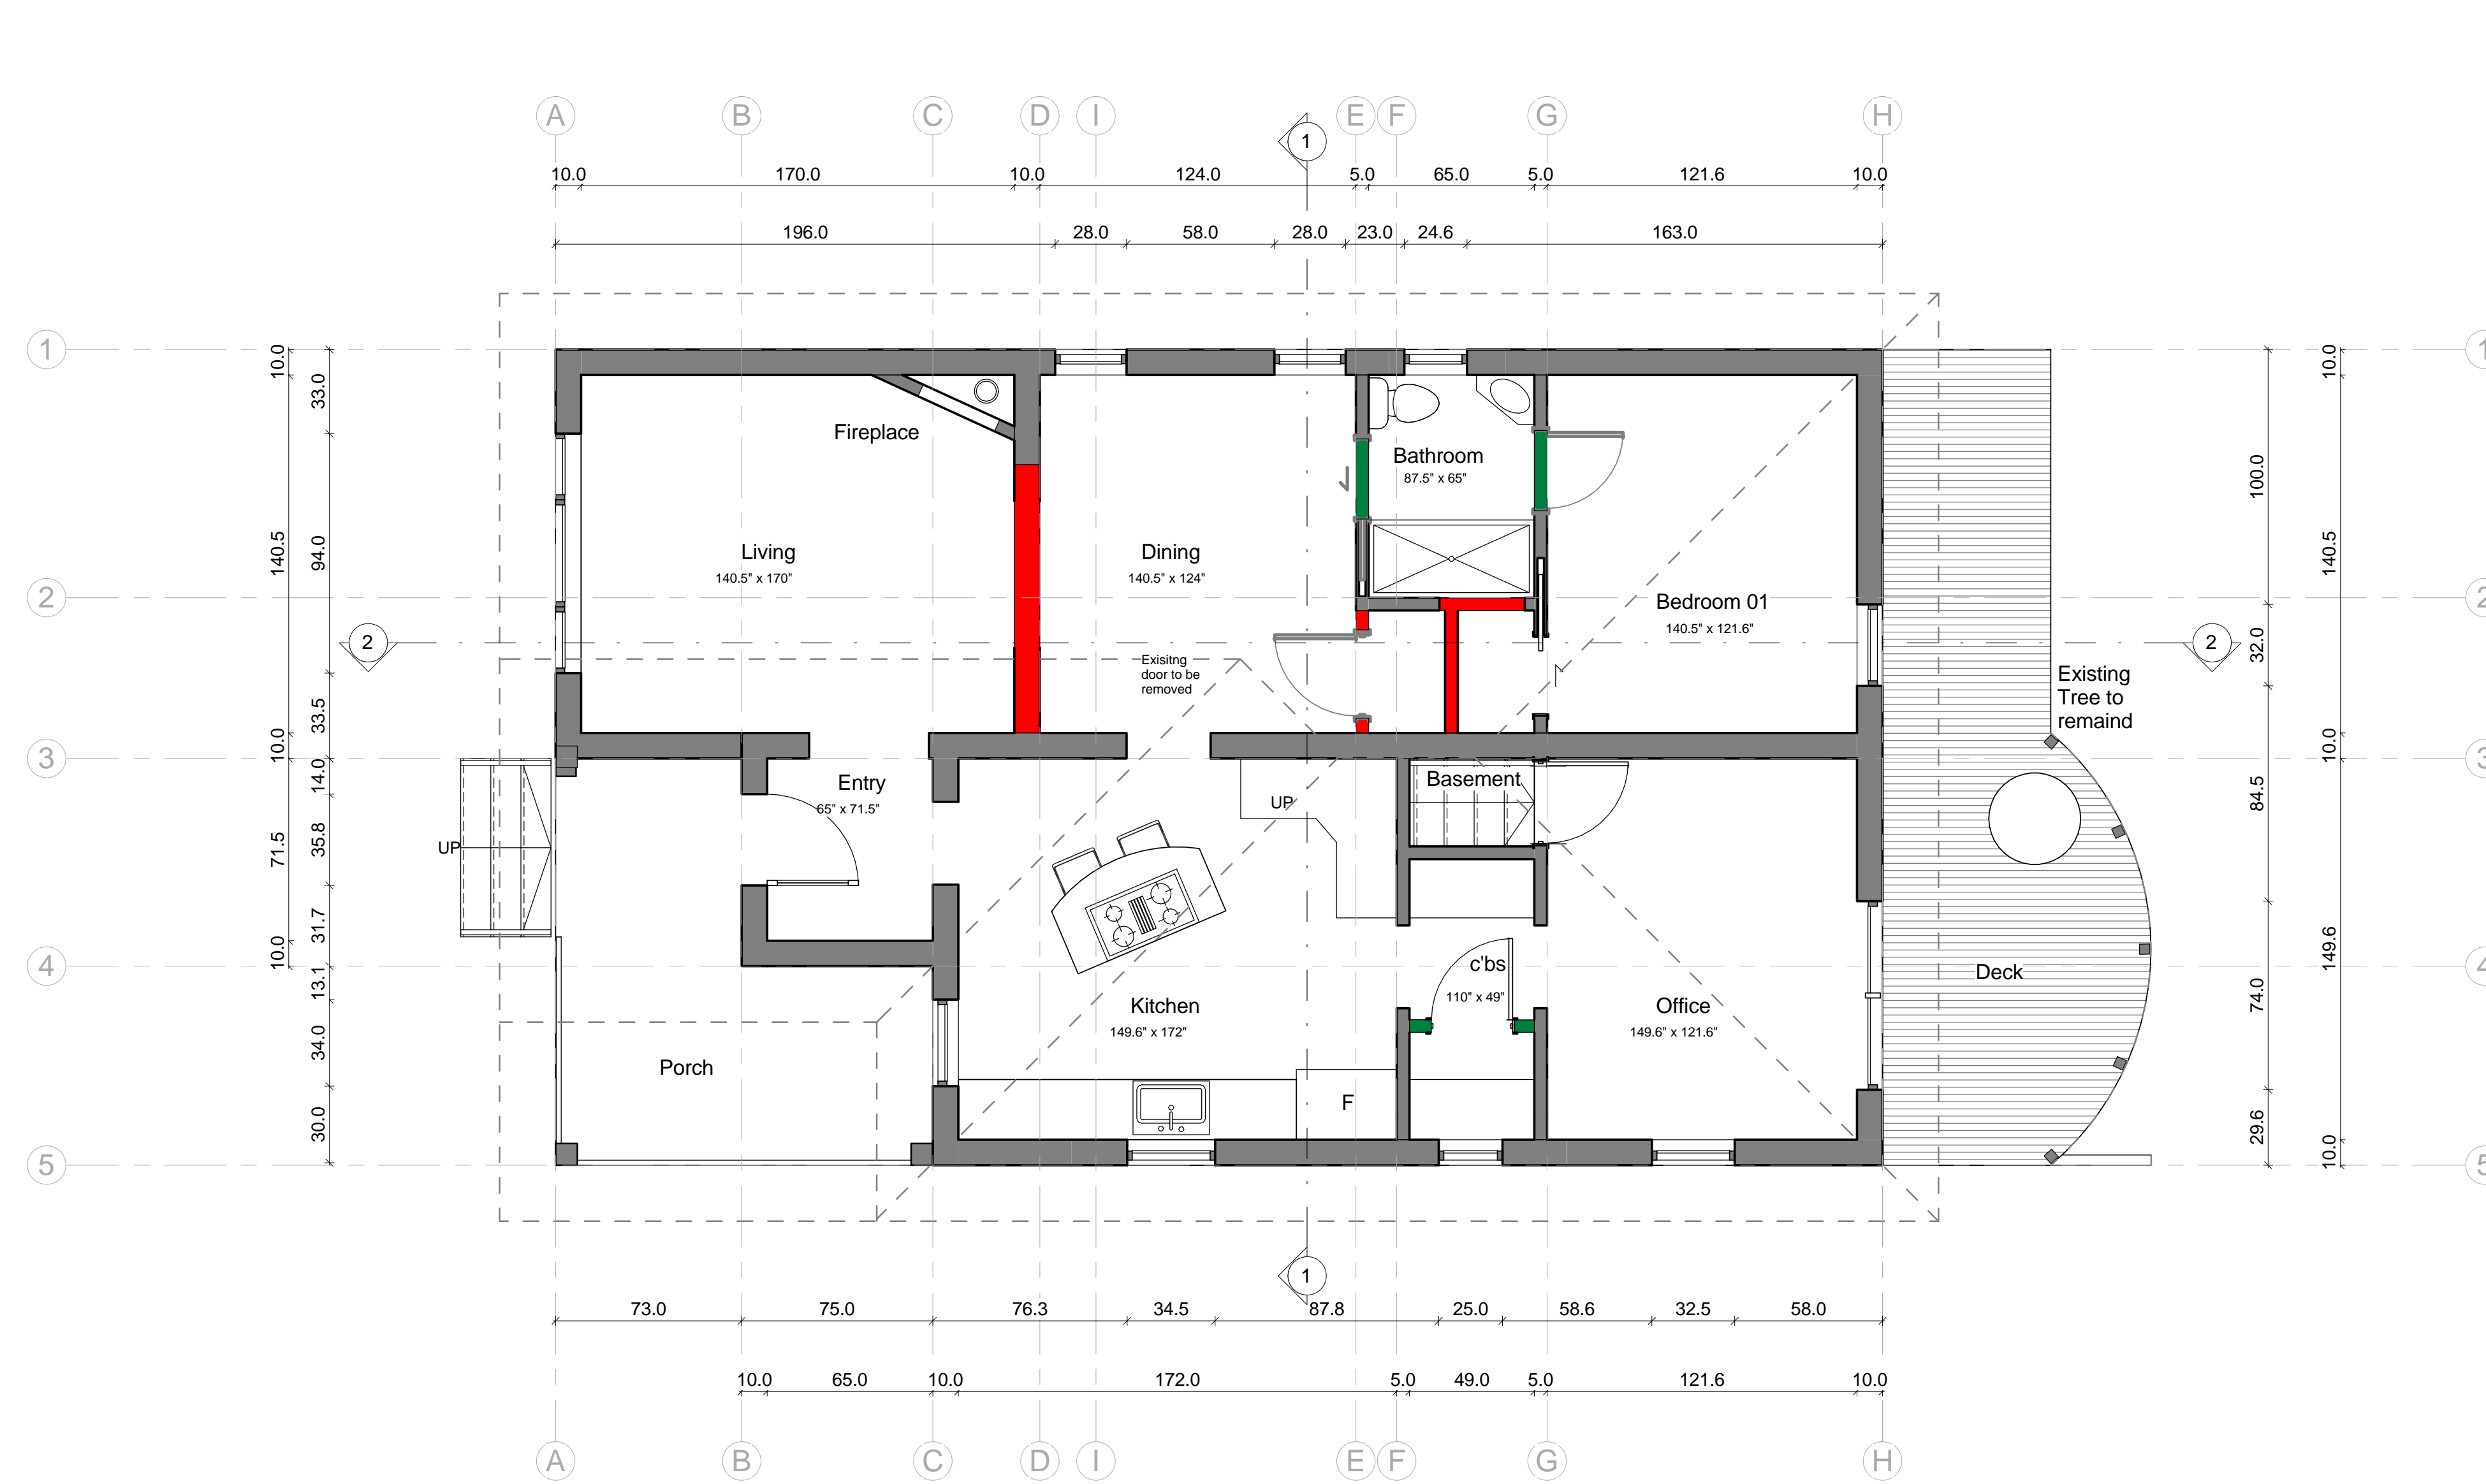 A B C D I E F G H
1
10.0 170.0 10.0 124.0 5.0 65.0 5.0 121.6 10.0
196.0 28.0 58.0 28.0 23.0 24.6 163.0
1 1
2 2
3 3
4 4
5 5
10.0
140.5
10.0
71.5
10.0
33.0
94.0
33.5
14.0
35.8
31.7
13.1
34.0
30.0
2
Fireplace
Living
140.5" x 170"
Dining
140.5" x 124"
Bathroom
87.5" x 65"
Bedroom 01
140.5" x 121.6"
Exisitng
door to be
removed
2
Existing
Tree to
remaind
Entry
65" x 71.5"
UP
UP
Basement
c'bs
110" x 49"
Kitchen
149.6" x 172"
Office
149.6" x 121.6"
Porch
F
Deck
100.0
32.0
84.5
74.0
29.6
10.0
140.5
10.0
149.6
10.0
1
73.0 75.0 76.3 34.5 87.8 25.0 58.6 32.5 58.0
10.0 65.0 10.0 172.0 5.0 49.0 5.0 121.6 10.0
A B C D I E F G H